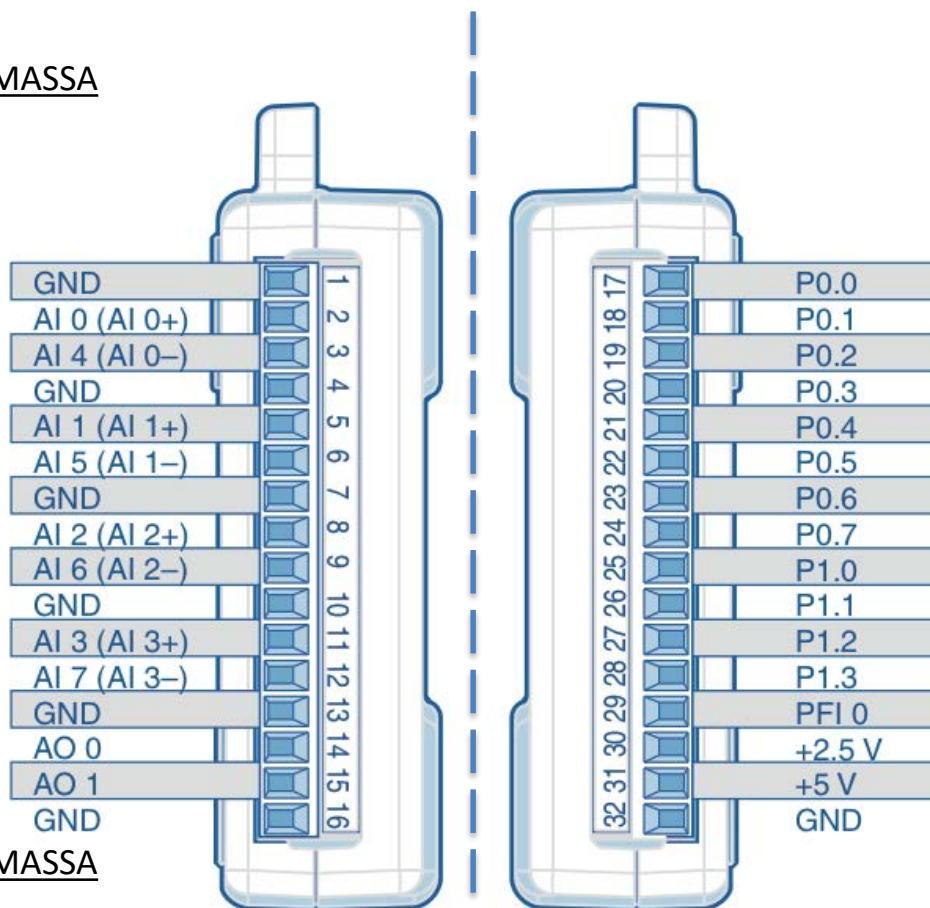 MASSA
GND 1
AI 0 (AI 0+) 2
AI 4 (AI 0–) 3
GND 4
AI 1 (AI 1+) 5
AI 5 (AI 1–) 6
GND 7
AI 2 (AI 2+) 8
AI 6 (AI 2–) 9
GND 10
AI 3 (AI 3+) 11
AI 7 (AI 3–) 12
GND 13
AO 0 14
AO 1 15
GND 16
MASSA
17 P0.0
18 P0.1
19 P0.2
20 P0.3
21 P0.4
22 P0.5
23 P0.6
24 P0.7
25 P1.0
26 P1.1
27 P1.2
28 P1.3
29 PFI 0
30 +2.5 V
31 +5 V
32 GND